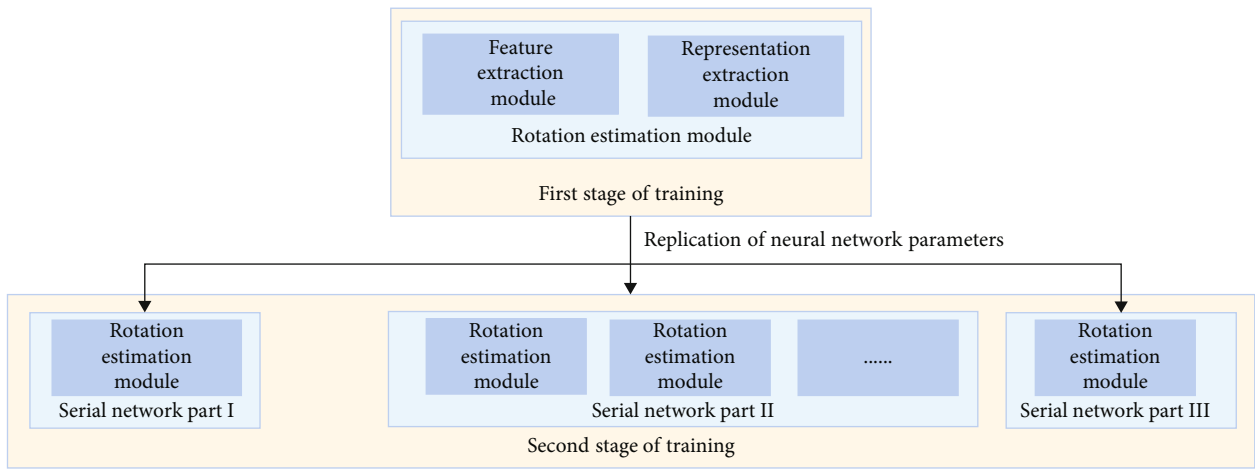 Feature
extraction
module
Representation
extraction
module
Rotation estimation module
First stage of training
Replication of neural network parameters
Rotation
estimation
module
Serial network part I
Rotation
estimation
module
Rotation
estimation
module
......
Serial network part II
Rotation
estimation
module
Serial network part III
Second stage of training